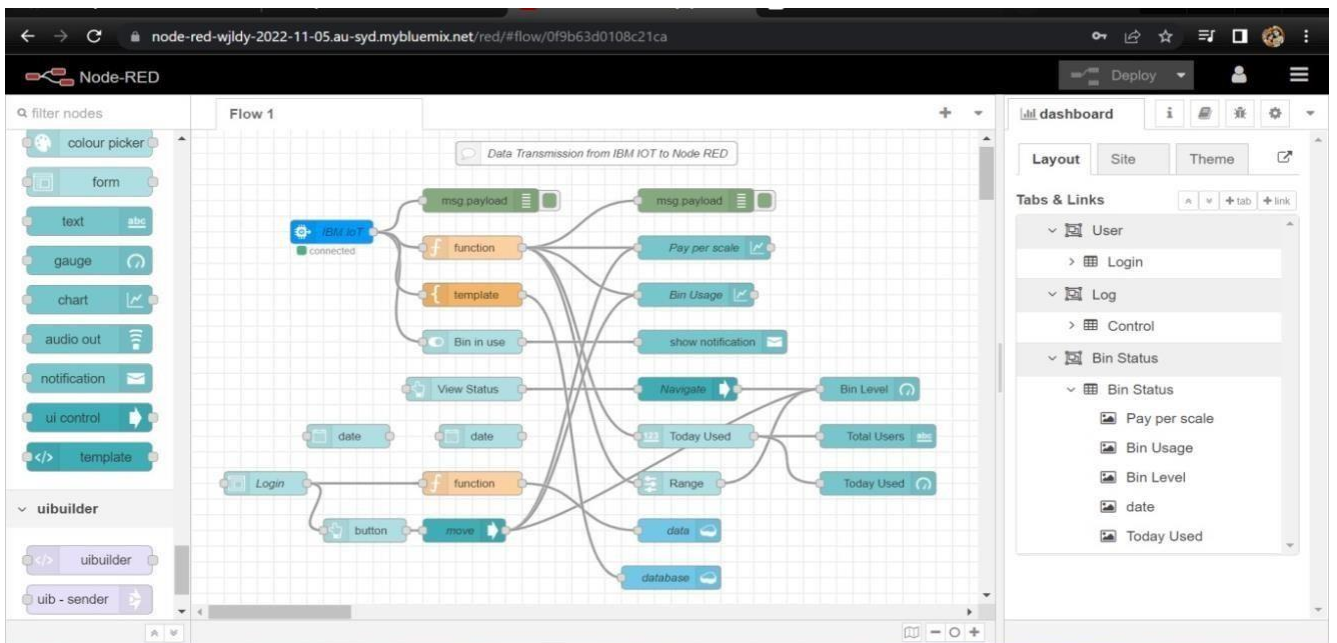 node-red-wjldy-2022-11-05.au-syd.mybluemix.net/red/#flow/0f9b63d0108c21ca
Node-RED
Deploy
filter nodes
colour picker
form
text
abc
gauge
chart
audio out
notification
ui control
template
uibuilder
uibuilder
uib - sender
Flow 1
Data Transmission from IBM IOT to Node RED
msg.payload
msg.payload
IBM IoT
connected
function
Pay per scale
template
Bin Usage
Bin in use
show notification
View Status
Navigate
Bin Level
date
date
123
Today Used
Total Users
abc
Login
function
Range
Today Used
button
move
data
database
dashboard
i
Layout
Site
Theme
Tabs & Links
+ tab
+ link
User
Login
Log
Control
Bin Status
Bin Status
Pay per scale
Bin Usage
Bin Level
date
Today Used